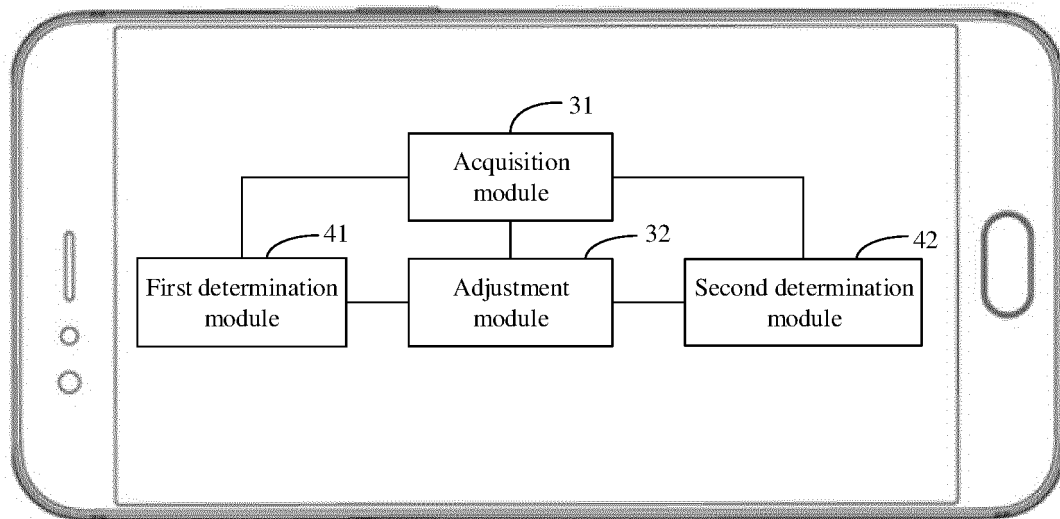 31
Acquisition
module
41
32
42
First determination
module
Adjustment
module
Second determination
module